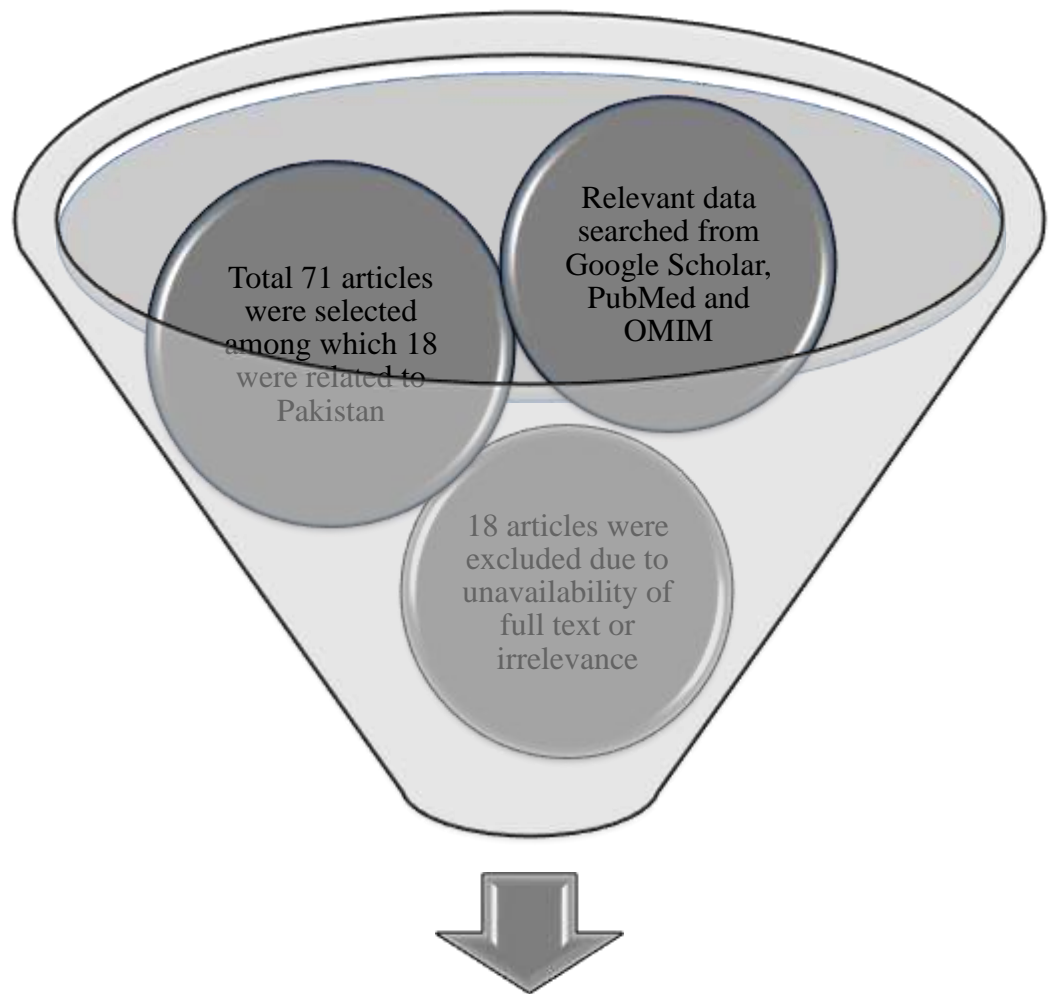 Relevant data
searched from
Google Scholar,
PubMed and
OMIM
Total 71 articles
were selected
among which 18
were related to
Pakistan
18 articles were
excluded due to
unavailability of
full text or
irrelevance